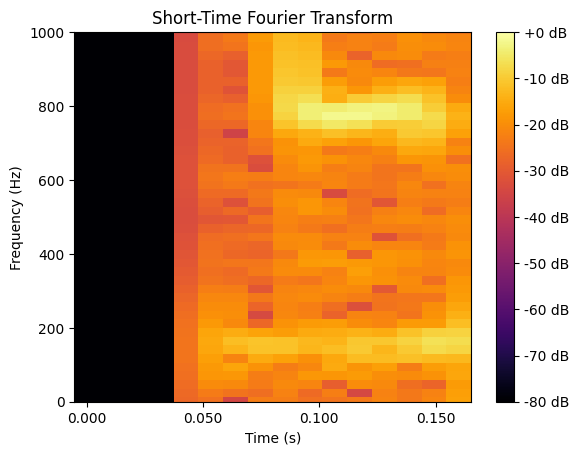 Short-Time Fourier Transform
1000
800
600
400
200
0
Frequency (Hz)
0.000
0.050
0.100
0.150
Time (s)
+0 dB
-10 dB
-20 dB
-30 dB
-40 dB
-50 dB
-60 dB
-70 dB
-80 dB